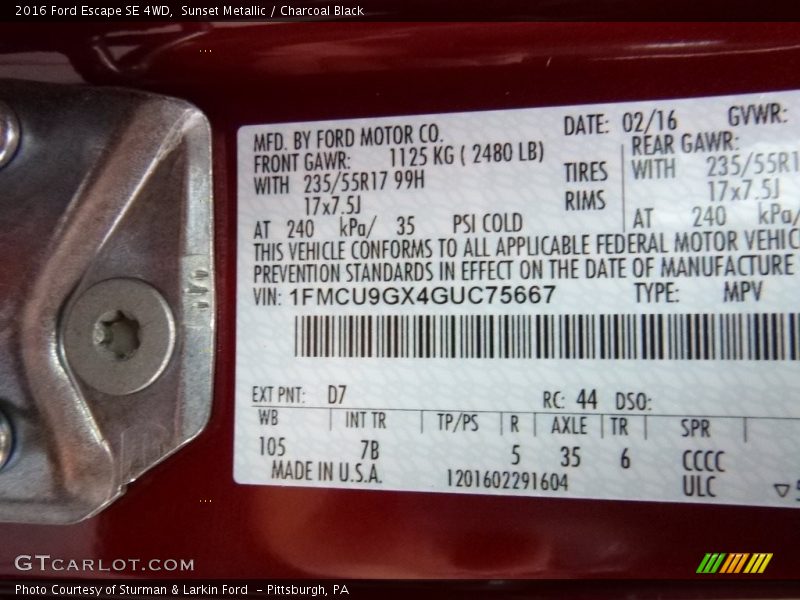 2016 Ford Escape SE 4WD,  Sunset Metallic / Charcoal Black
MFD. BY FORD MOTOR CO.
DATE: 02/16
GVWR:
FRONT GAWR: 1125 KG ( 2480 LB)
REAR GAWR:
WITH 235/55R17 99H
TIRES
WITH 235/55R1
17x7.5J
RIMS
17x7.5J
AT 240 kPa/ 35 PSI COLD
AT 240 kPa/
THIS VEHICLE CONFORMS TO ALL APPLICABLE FEDERAL MOTOR VEHIC
PREVENTION STANDARDS IN EFFECT ON THE DATE OF MANUFACTURE
VIN: 1FMCU9GX4GUC75667
TYPE: MPV
EXT PNT: D7
RC: 44 DSO:
WB INT TR TP/PS R AXLE TR SPR
105 7B 5 35 6 CCCC
MADE IN U.S.A.
1201602291604
ULC
GTCARLOT.COM
Photo Courtesy of Sturman & Larkin Ford  - Pittsburgh, PA